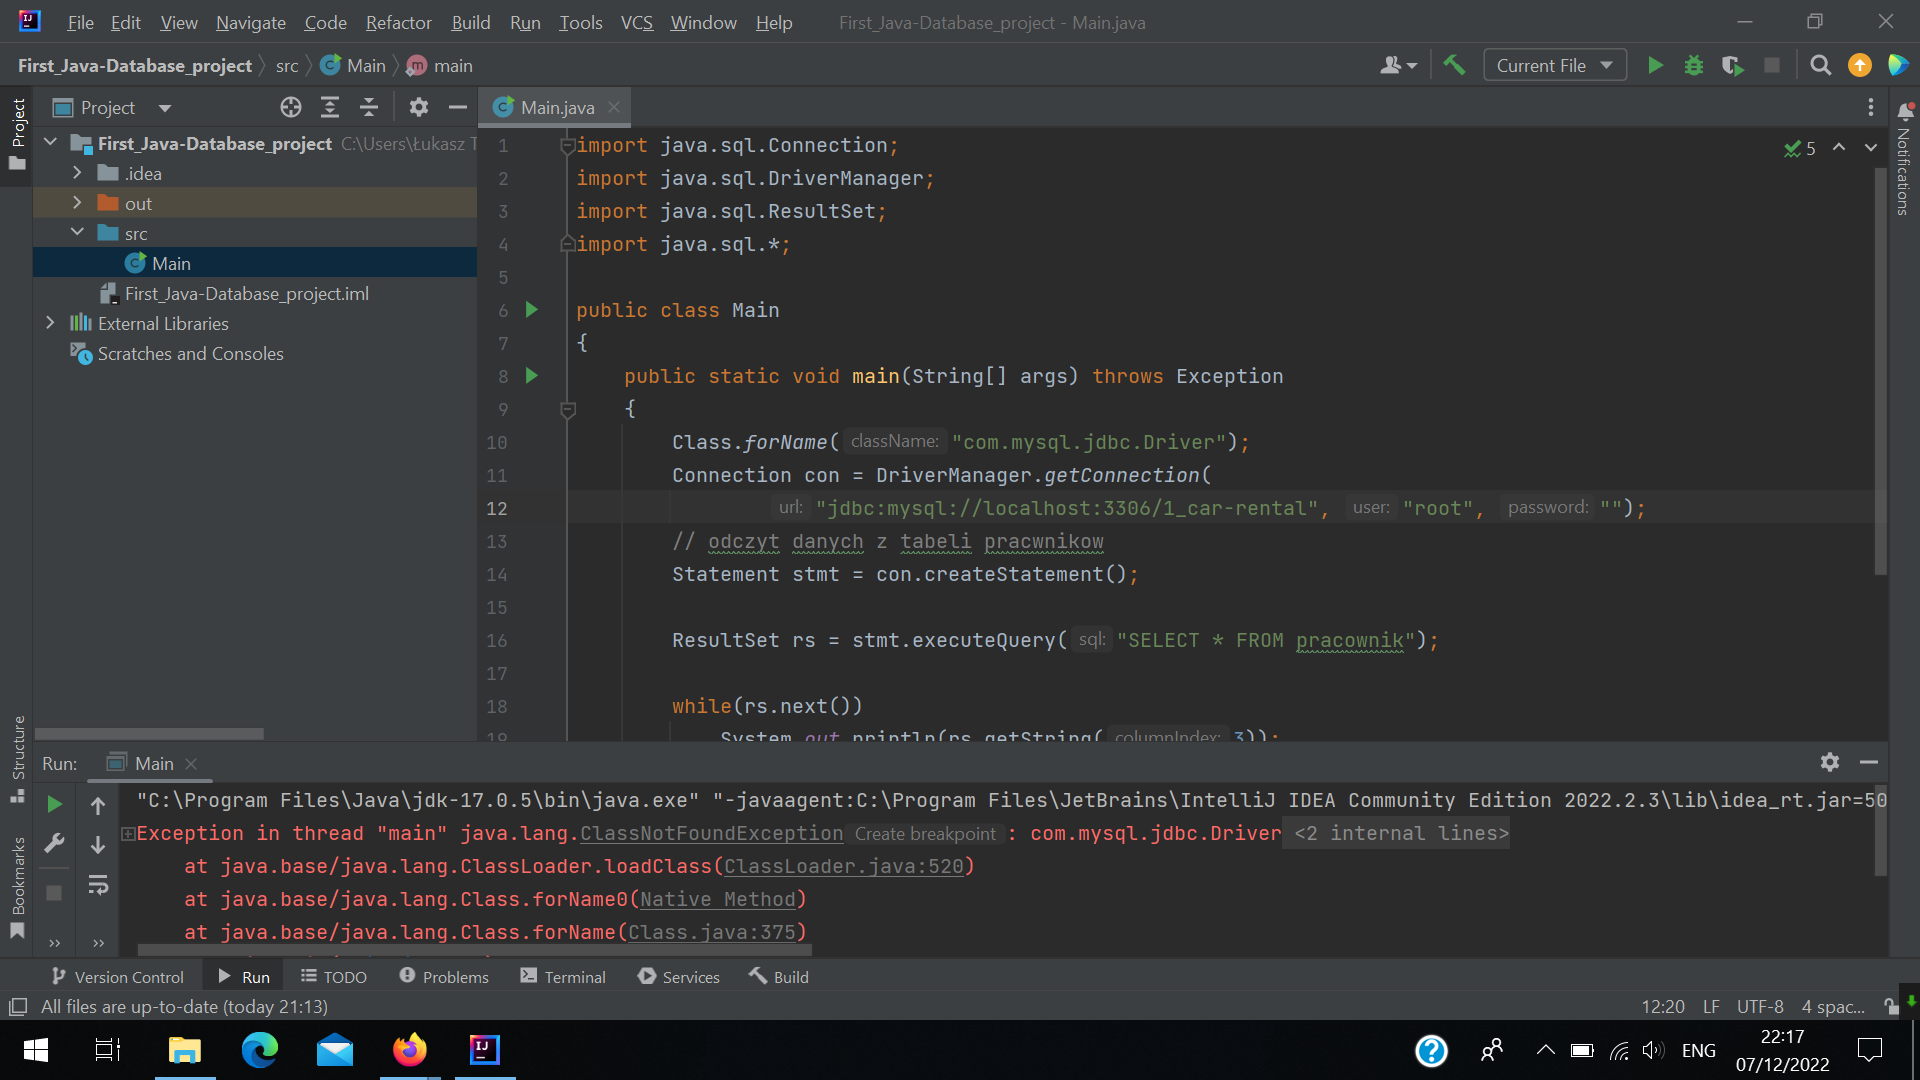 File Edit View Navigate Code Refactor Build Run Tools VCS Window Help First_Java-Database_project - Main.java
First_Java-Database_project src Main m main Current File
Project
Project
Main.java
First_Java-Database_project C:\Users\Łukasz T
.idea
out
src
Main
First_Java-Database_project.iml
External Libraries
Scratches and Consoles
5
1 import java.sql.Connection;
2 import java.sql.DriverManager;
3 import java.sql.ResultSet;
4 import java.sql.*;
5
6 public class Main
7 {
8 public static void main(String[] args) throws Exception
9 {
10 Class.forName( className: "com.mysql.jdbc.Driver");
11 Connection con = DriverManager.getConnection(
12 url: "jdbc:mysql://localhost:3306/1_car-rental", user: "root", password: "");
13 // odczyt danych z tabeli pracwnikow
14 Statement stmt = con.createStatement();
15
16 ResultSet rs = stmt.executeQuery( sql: "SELECT * FROM pracownik");
17
18 while(rs.next())
19 System.out.println(rs.getString( columnIndex: 3));
Notifications
Structure
Bookmarks
Run: Main
"C:\Program Files\Java\jdk-17.0.5\bin\java.exe" "-javaagent:C:\Program Files\JetBrains\IntelliJ IDEA Community Edition 2022.2.3\lib\idea_rt.jar=50
Exception in thread "main" java.lang.ClassNotFoundException Create breakpoint : com.mysql.jdbc.Driver <2 internal lines>
at java.base/java.lang.ClassLoader.loadClass(ClassLoader.java:520)
at java.base/java.lang.Class.forName0(Native Method)
at java.base/java.lang.Class.forName(Class.java:375)
Version Control Run TODO Problems Terminal Services Build
All files are up-to-date (today 21:13) 12:20 LF UTF-8 4 spac...
ENG
22:17
07/12/2022